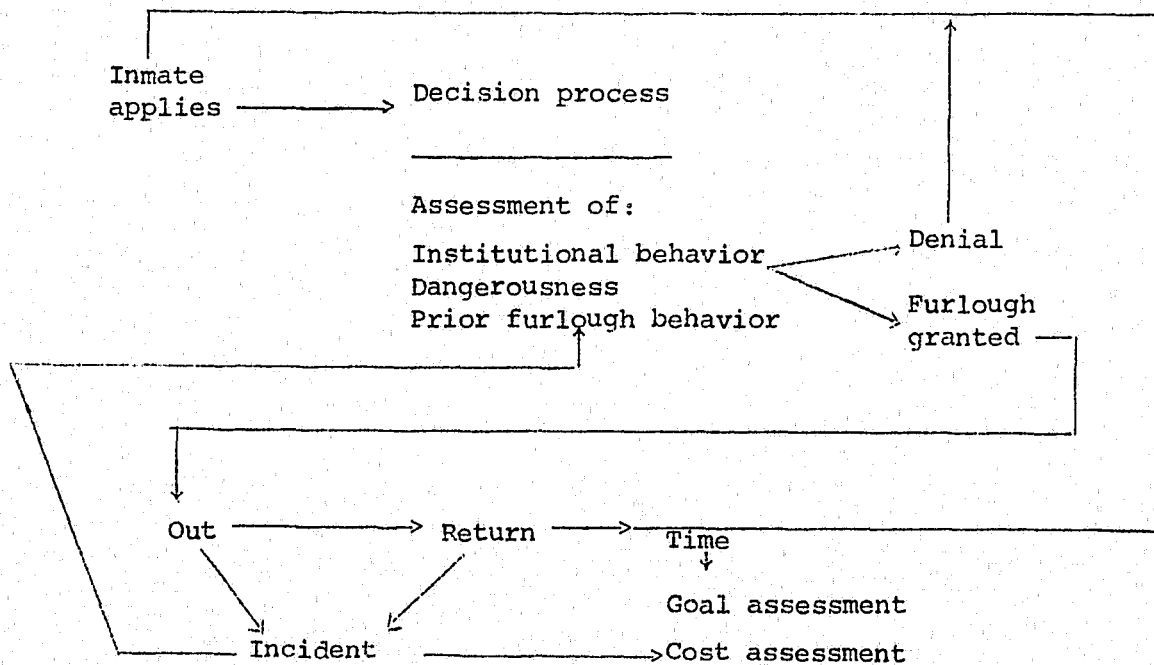 Inmate
applies
Decision process
Assessment of:
Institutional behavior
Dangerousness
Prior furlough behavior
Denial
Furlough
granted
Out
Return
Time
Goal assessment
Incident
Cost assessment